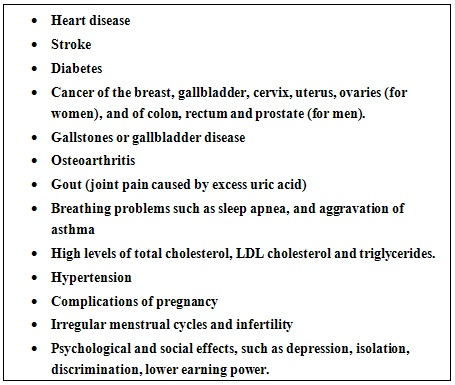 • Heart disease
• Stroke
• Diabetes
• Cancer of the breast, gallbladder, cervix, uterus, ovaries (for
women), and of colon, rectum and prostate (for men).
• Gallstones or gallbladder disease
• Osteoarthritis
• Gout (joint pain caused by excess uric acid)
• Breathing problems such as sleep apnea, and aggravation of
asthma
• High levels of total cholesterol, LDL cholesterol and triglycerides.
• Hypertension
• Complications of pregnancy
• Irregular menstrual cycles and infertility
• Psychological and social effects, such as depression, isolation,
discrimination, lower earning power.